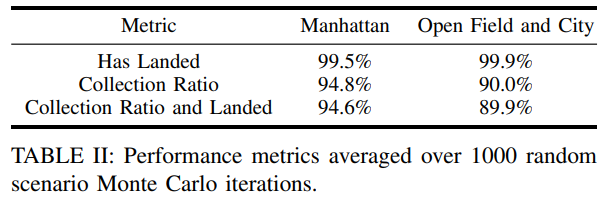 Metric Manhattan Open Field and City
Has Landed 99.5% 99.9%
Collection Ratio 94.8% 90.0%
Collection Ratio and Landed 94.6% 89.9%
TABLE II: Performance metrics averaged over 1000 random
scenario Monte Carlo iterations.